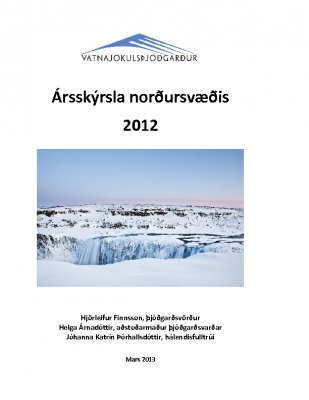 VATNAJÖKULSÞJÓÐGARÐUR
Ársskýrsla norðursvæðis
2012
Hjörleifur Finnsson, þjóðgarðsvörður
Helga Árnadóttir, aðstoðarmaður þjóðgarðsvarðar
Jóhanna Katrín Þórhallsdóttir, hálendisfulltrúi
Mars 2013